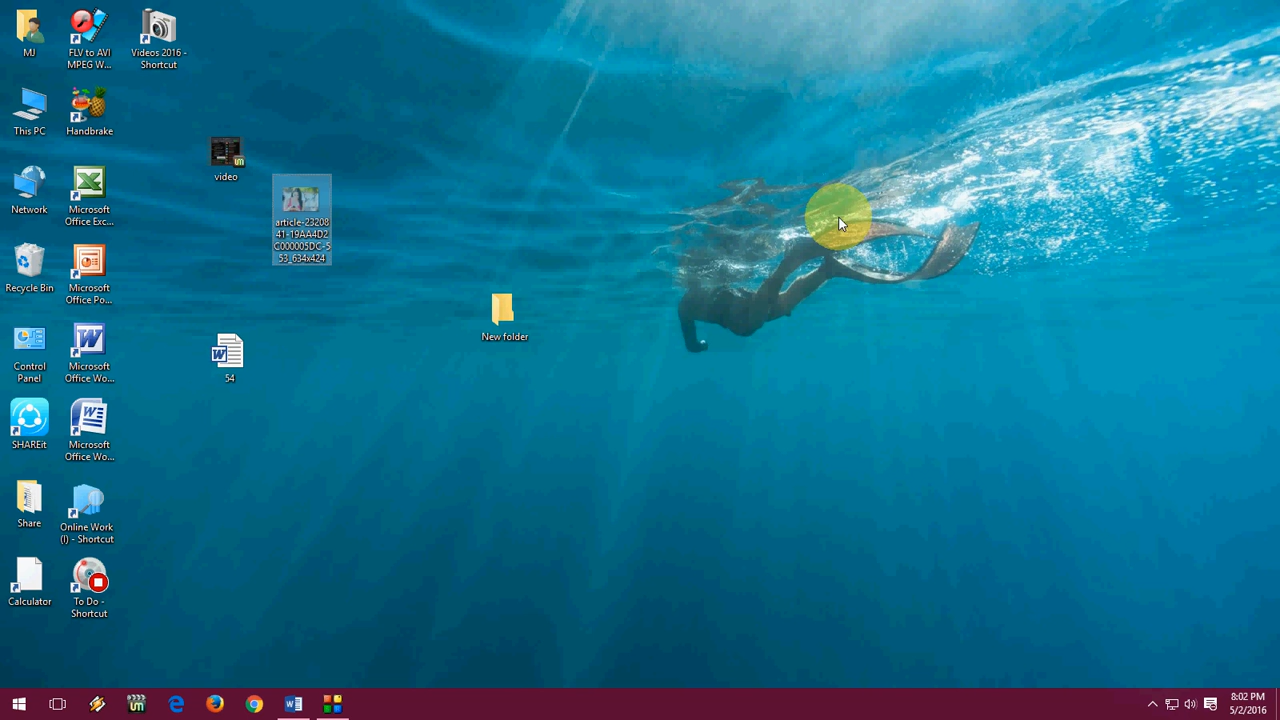 MJ
FLV to AVI
MPEG W...
Videos 2016 -
Shortcut
This PC
Handbrake
video
Network
Microsoft
Office Exc...
article-23208
41-19AA4D2
C000005DC-5
53_634x424
Recycle Bin
Microsoft
Office Po...
New folder
Control
Panel
Microsoft
Office Wo...
54
SHAREit
Microsoft
Office Wo...
Share
Online Work
(I) - Shortcut
Calculator
To Do -
Shortcut
8:02 PM
5/2/2016